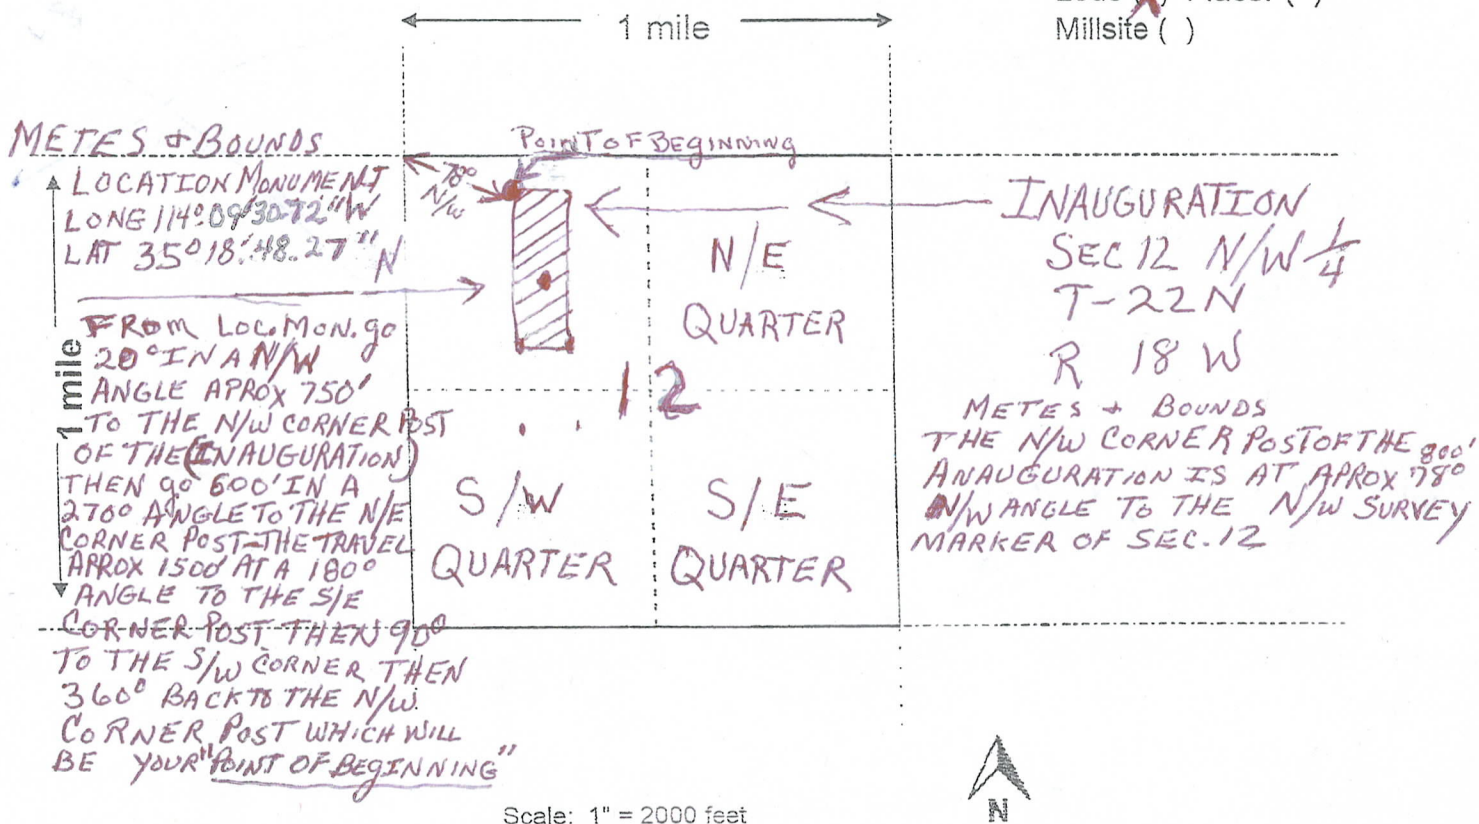 1 mile
Millsite ( )
METES & BOUNDS
LOCATION MONUMENT
LONE 114°09'30.72"W
LAT 35°18'48.27"N
FROM LOC. MON. go
20° IN A N/W
ANGLE APROX 750'
TO THE N/W CORNER POST
OF THE (INAUGURATION)
THEN go 600' IN A
270° ANGLE TO THE N/E
CORNER POST-THE TRAVEL
APROX 1500 AT A 180°
ANGLE TO THE S/E
CORNER POST THEN 90°
TO THE S/W CORNER THEN
360° BACK TO THE N/W
CORNER POST WHICH WILL
BE YOUR "POINT OF BEGINNING"
1 mile
POINT OF BEGINNING
78°
N/W
N/E
QUARTER
12
S/W
QUARTER
S/E
QUARTER
INAUGURATION
SEC 12 N/W 1/4
T-22N
R 18 W
METES + BOUNDS
THE N/W CORNER POST OF THE 800'
ANAUGURATION IS AT APROX 78°
N/W ANGLE TO THE N/W SURVEY
MARKER OF SEC. 12
Scale: 1" = 2000 feet
N